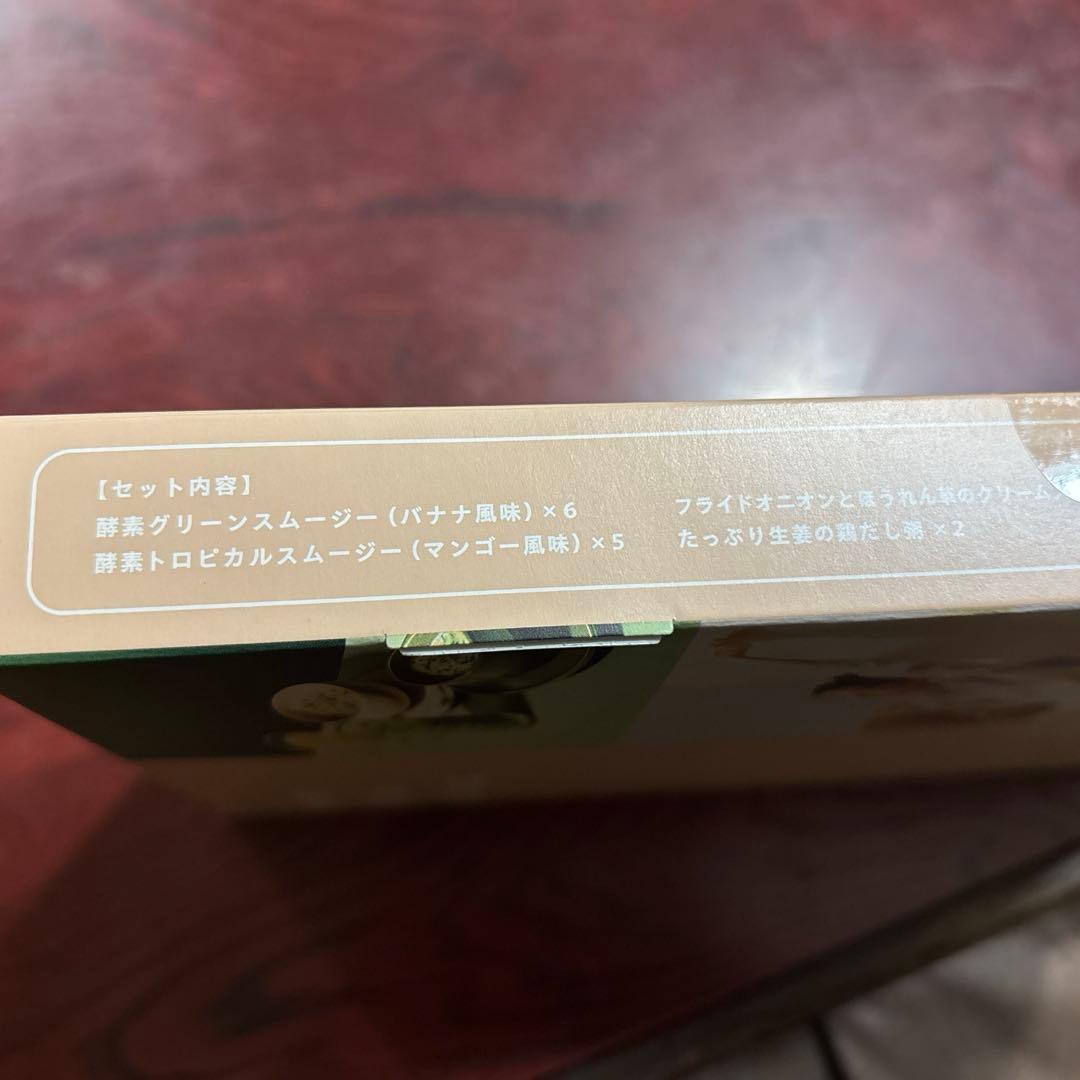 【セット内容】
酵素グリーンスムージー(バナナ風味)×6
酵素トロピカルスムージー(マンゴー風味)×5
フライドオニオンとほうれん草のクリーム
たっぷり生姜の鶏だし粥 ×2